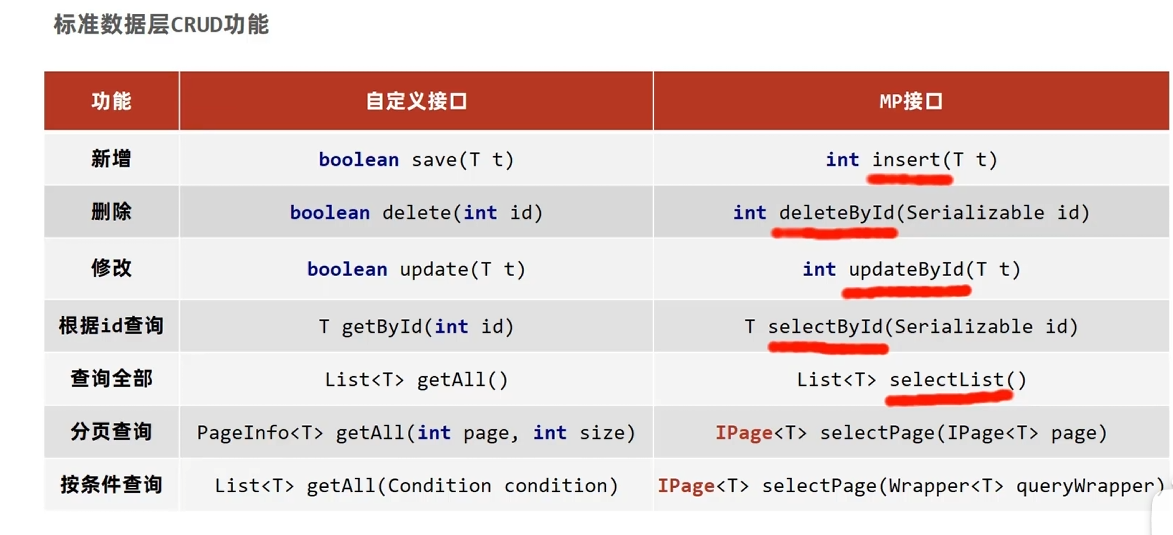 标准数据层CRUD功能
功能 自定义接口 MP接口
新增 boolean save(T t) int insert(T t)
删除 boolean delete(int id) int deleteById(Serializable id)
修改 boolean update(T t) int updateById(T t)
根据id查询 T getById(int id) T selectById(Serializable id)
查询全部 List<T> getAll() List<T> selectList()
分页查询 PageInfo<T> getAll(int page, int size) IPage<T> selectPage(IPage<T> page)
按条件查询 List<T> getAll(Condition condition) IPage<T> selectPage(Wrapper<T> queryWrapper)